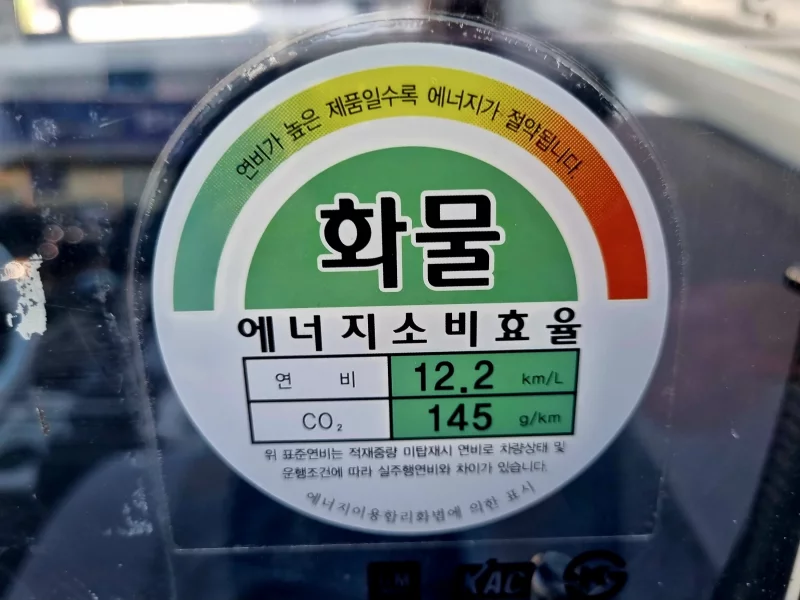 연비가 높은 제품일수록 에너지가 절약됩니다
화물
에너지소비효율
연 비 12.2 km/L
CO₂ 145 g/km
위 표준연비는 적재중량 미탑재시 연비로 차량상태 및
운행조건에 따라 실주행연비와 차이가 있습니다.
에너지이용합리화법에 의한 표시
KAC